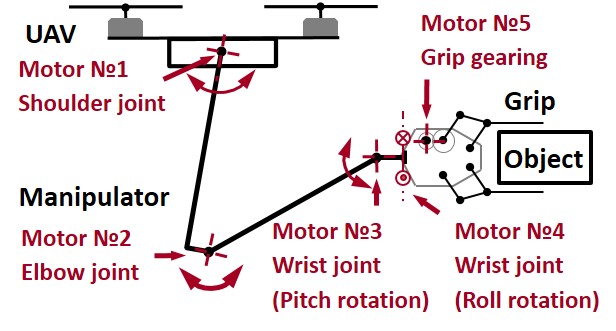 UAV
Motor №1
Shoulder joint
Motor №5
Grip gearing
Grip
Object
Manipulator
Motor №2
Elbow joint
Motor №3
Wrist joint
(Pitch rotation)
Motor №4
Wrist joint
(Roll rotation)